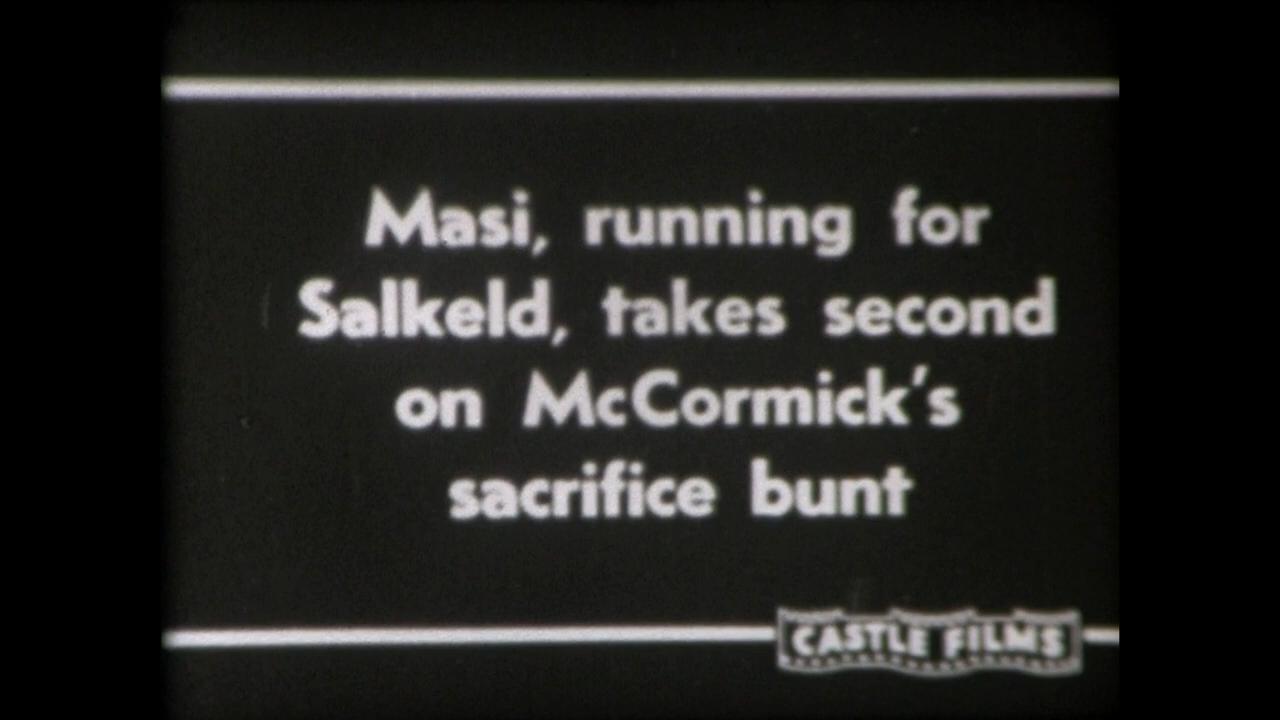 Masi, running for
Salkeld, takes second
on McCormick's
sacrifice bunt
CASTLE FILMS